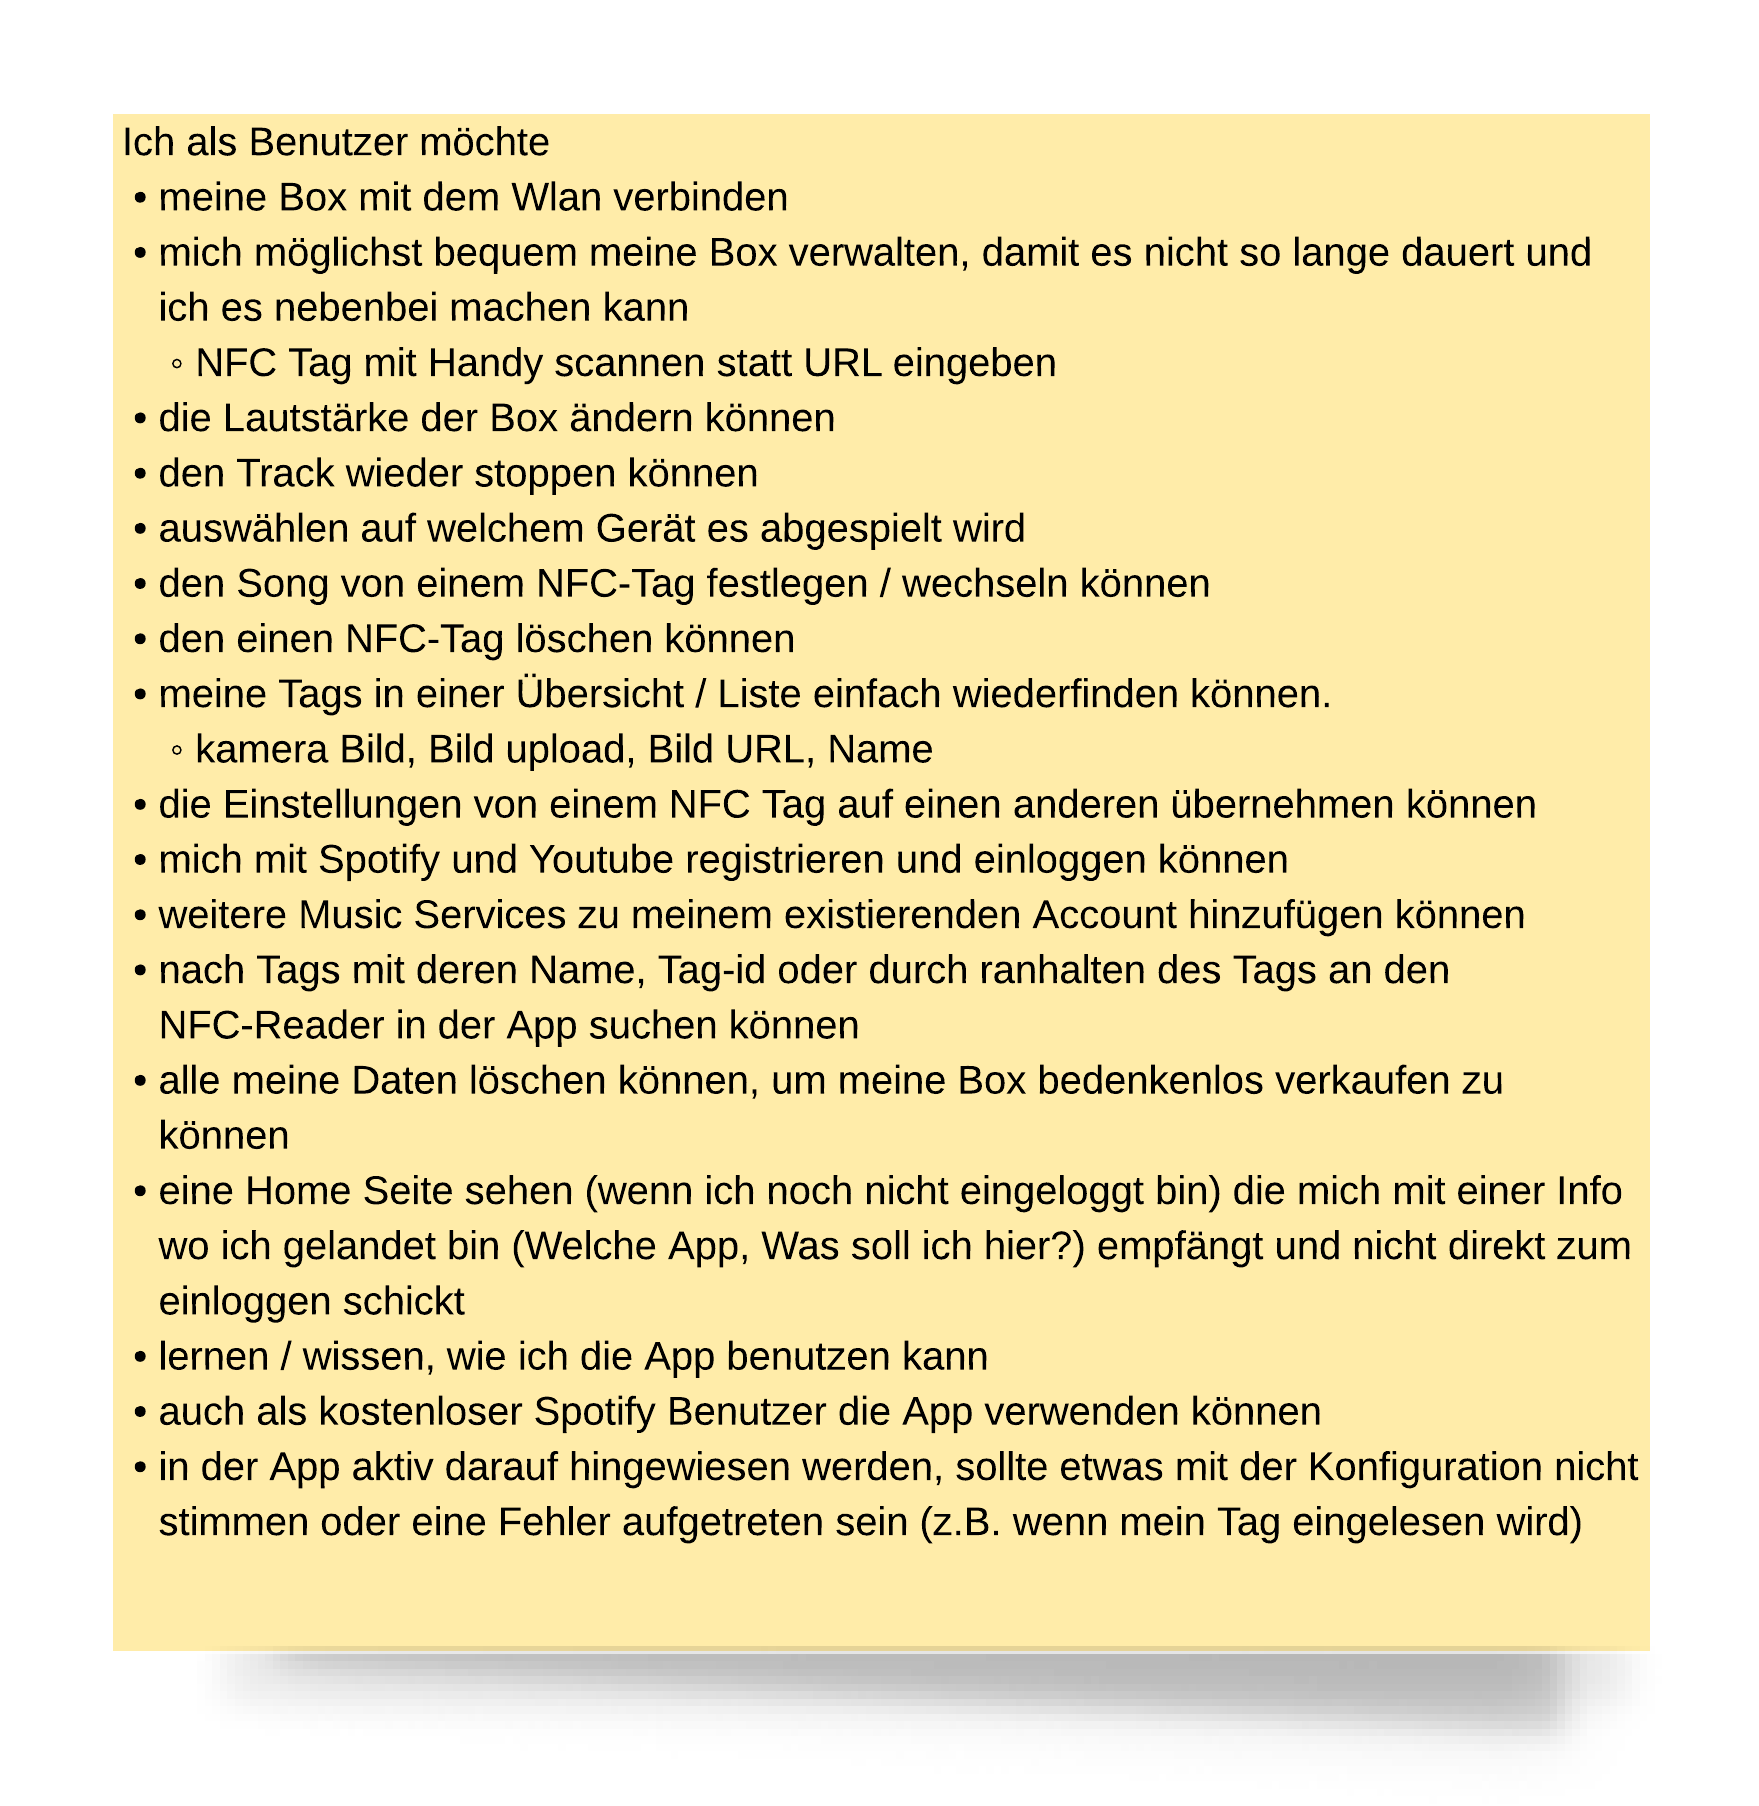 Ich als Benutzer möchte
• meine Box mit dem Wlan verbinden
• mich möglichst bequem meine Box verwalten, damit es nicht so lange dauert und
ich es nebenbei machen kann
◦ NFC Tag mit Handy scannen statt URL eingeben
• die Lautstärke der Box ändern können
• den Track wieder stoppen können
• auswählen auf welchem Gerät es abgespielt wird
• den Song von einem NFC-Tag festlegen / wechseln können
• den einen NFC-Tag löschen können
• meine Tags in einer Übersicht / Liste einfach wiederfinden können.
◦ kamera Bild, Bild upload, Bild URL, Name
• die Einstellungen von einem NFC Tag auf einen anderen übernehmen können
• mich mit Spotify und Youtube registrieren und einloggen können
• weitere Music Services zu meinem existierenden Account hinzufügen können
• nach Tags mit deren Name, Tag-id oder durch ranhalten des Tags an den
NFC-Reader in der App suchen können
• alle meine Daten löschen können, um meine Box bedenkenlos verkaufen zu
können
• eine Home Seite sehen (wenn ich noch nicht eingeloggt bin) die mich mit einer Info
wo ich gelandet bin (Welche App, Was soll ich hier?) empfängt und nicht direkt zum
einloggen schickt
• lernen / wissen, wie ich die App benutzen kann
• auch als kostenloser Spotify Benutzer die App verwenden können
• in der App aktiv darauf hingewiesen werden, sollte etwas mit der Konfiguration nicht
stimmen oder eine Fehler aufgetreten sein (z.B. wenn mein Tag eingelesen wird)